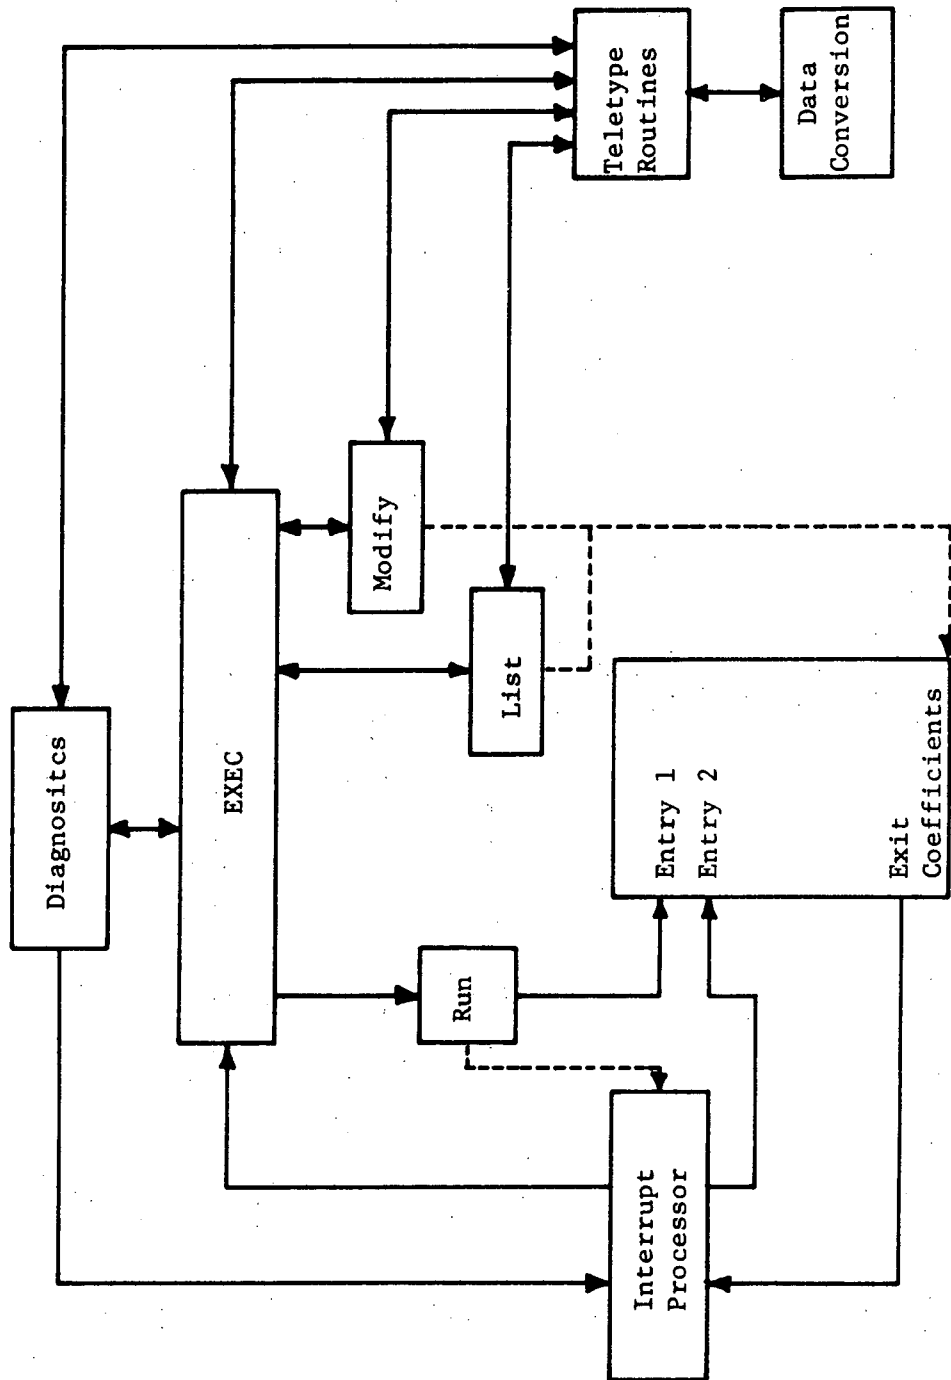 Diagnositcs
EXEC
Run
List
Modify
Teletype
Routines
Data
Conversion
Interrupt
Processor
Entry 1
Entry 2
Exit
Coefficients